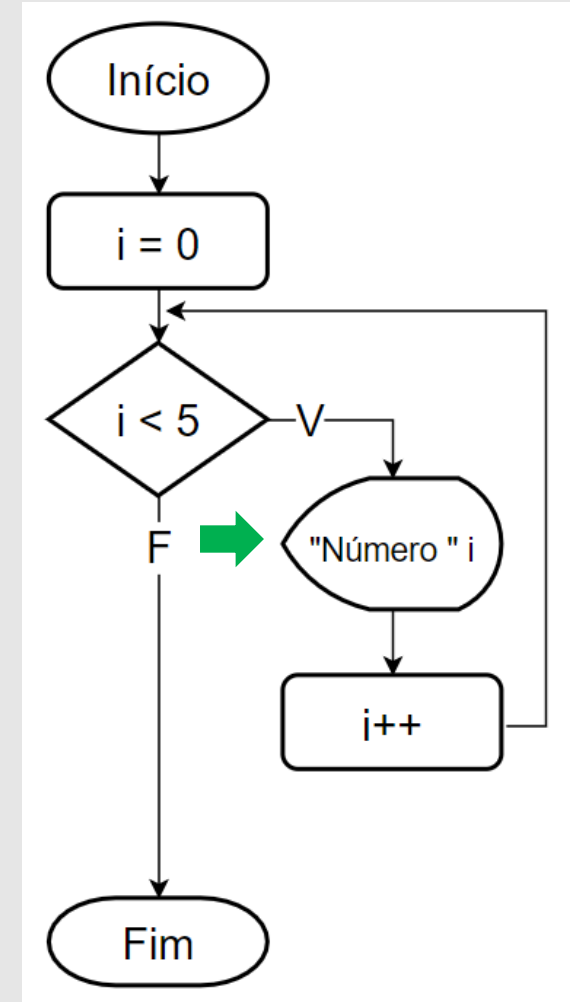 Início
i = 0
i < 5
V
F
"Número " i
i++
Fim